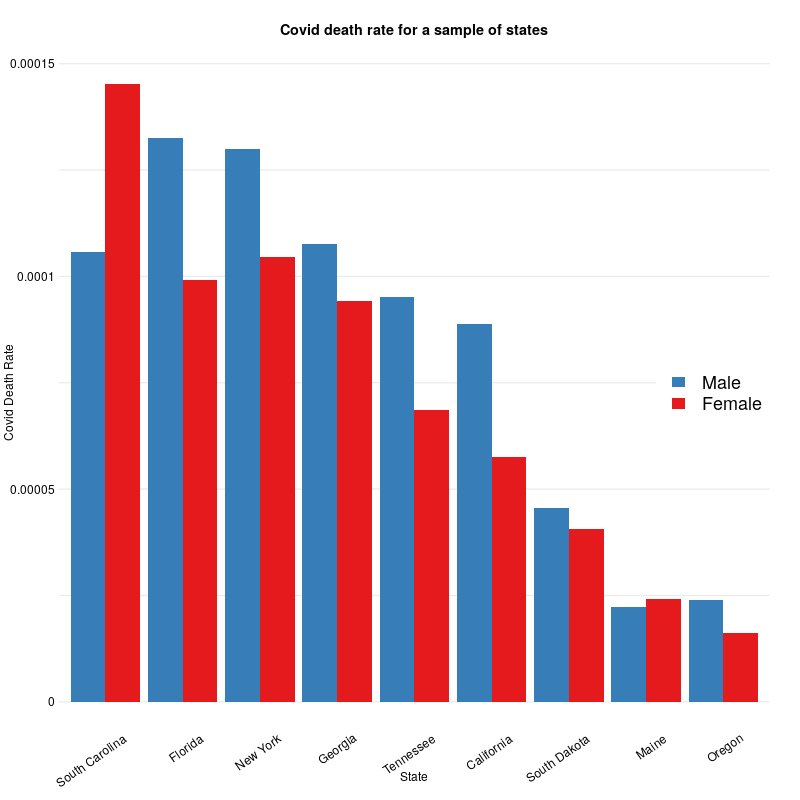 Covid death rate for a sample of states
0.00015
0.0001
0.00005
0
Covid Death Rate
Male
Female
South Carolina
Florida
New York
Georgia
Tennessee
California
South Dakota
Maine
Oregon
State